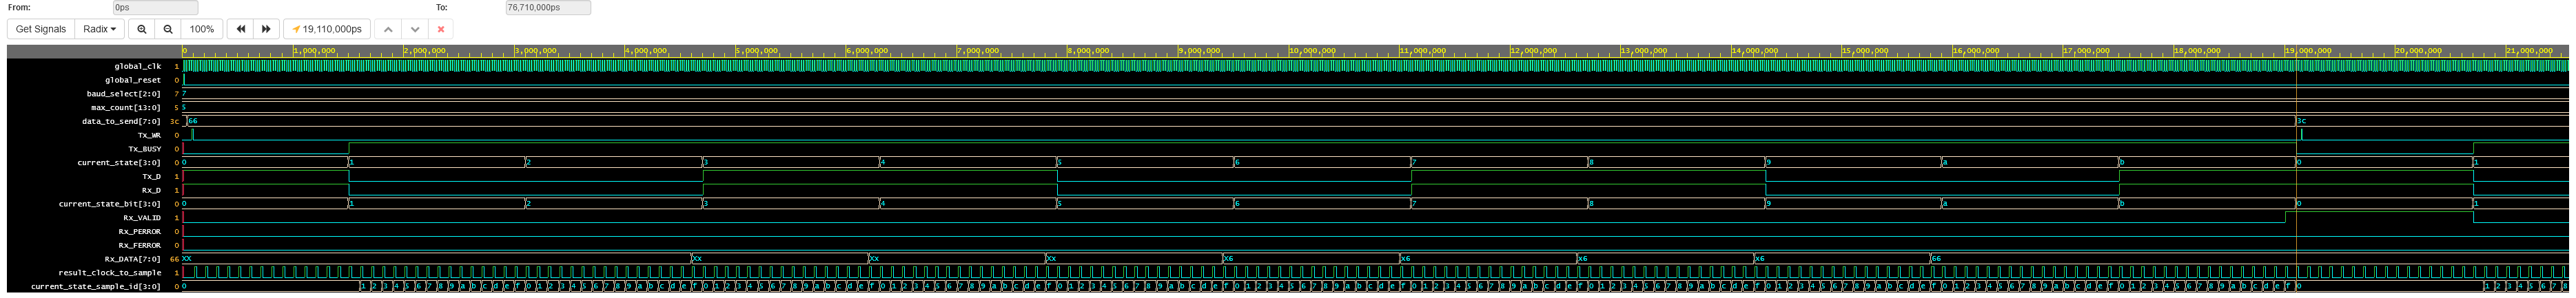 From: 0ps To: 76,710,000ps
Get Signals Radix 100% 19,110,000ps
0 1,000,000 2,000,000 3,000,000 4,000,000 5,000,000 6,000,000 7,000,000 8,000,000 9,000,000 10,000,000 11,000,000 12,000,000 13,000,000 14,000,000 15,000,000 16,000,000 17,000,000 18,000,000 19,000,000 20,000,000 21,000,000
global_clk 1
global_reset 0
baud_select[2:0] 7 7
max_count[13:0] 5 5
data_to_send[7:0] 3c 66 3c
Tx_WR 0
Tx_BUSY 0
current_state[3:0] 0 0 1 2 3 4 5 6 7 8 9 a b 0 1
Tx_D 1
Rx_D 1
current_state_bit[3:0] 0 0 1 2 3 4 5 6 7 8 9 a b 0 1
Rx_VALID 1
Rx_PERROR 0
Rx_FERROR 0
Rx_DATA[7:0] 66 XX XX XX XX X6 x6 x6 x6 66
result_clock_to_sample 1
current_state_sample_id[3:0] 0 0 1 2 3 4 5 6 7 8 9 a b c d e f 0 1 2 3 4 5 6 7 8 9 a b c d e f 0 1 2 3 4 5 6 7 8 9 a b c d e f 0 1 2 3 4 5 6 7 8 9 a b c d e f 0 1 2 3 4 5 6 7 8 9 a b c d e f 0 1 2 3 4 5 6 7 8 9 a b c d e f 0 1 2 3 4 5 6 7 8 9 a b c d e f 0 1 2 3 4 5 6 7 8 9 a b c d e f 0 1 2 3 4 5 6 7 8 9 a b c d e f 0 1 2 3 4 5 6 7 8 9 a b c d e f 0 1 2 3 4 5 6 7 8 9 a b c d e f 0 1 2 3 4 5 6 7 8